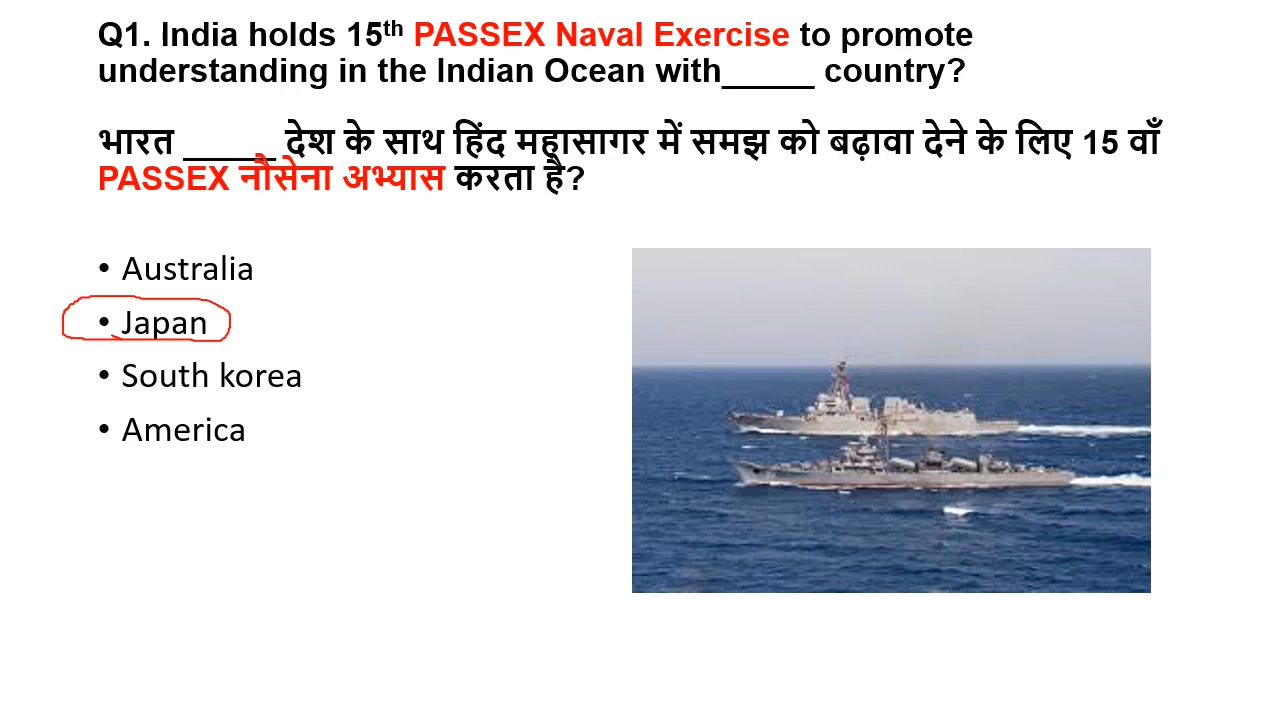 Q1. India holds 15th PASSEX Naval Exercise to promote
understanding in the Indian Ocean with_____ country?
भारत _____ देश के साथ हिंद महासागर में समझ को बढ़ावा देने के लिए 15 वाँ
PASSEX नौसेना अभ्यास करता है?
• Australia
• Japan
• South korea
• America